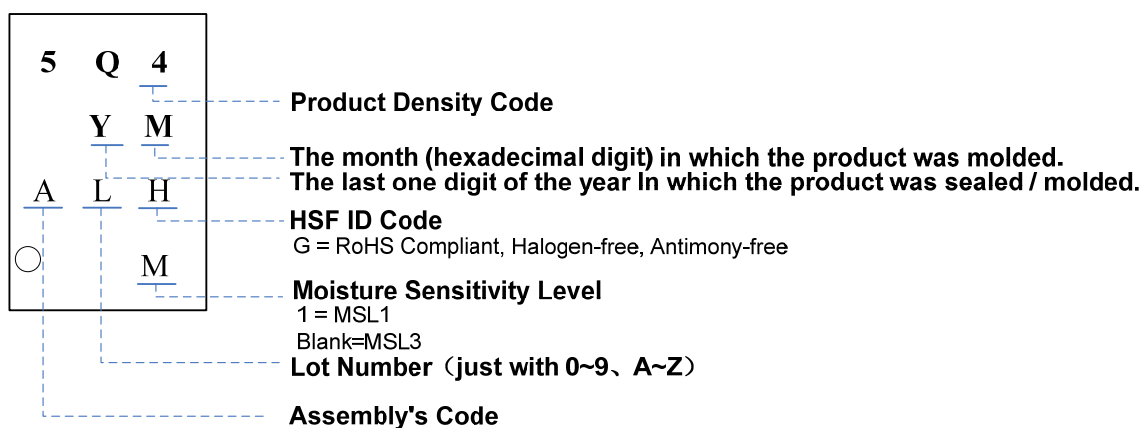 5 Q 4
Product Density Code
Y M
The month (hexadecimal digit) in which the product was molded.
The last one digit of the year In which the product was sealed / molded.
A L H
HSF ID Code
G = RoHS Compliant, Halogen-free, Antimony-free
M
Moisture Sensitivity Level
1 = MSL1
Blank=MSL3
Lot Number（just with 0~9、A~Z）
Assembly's Code